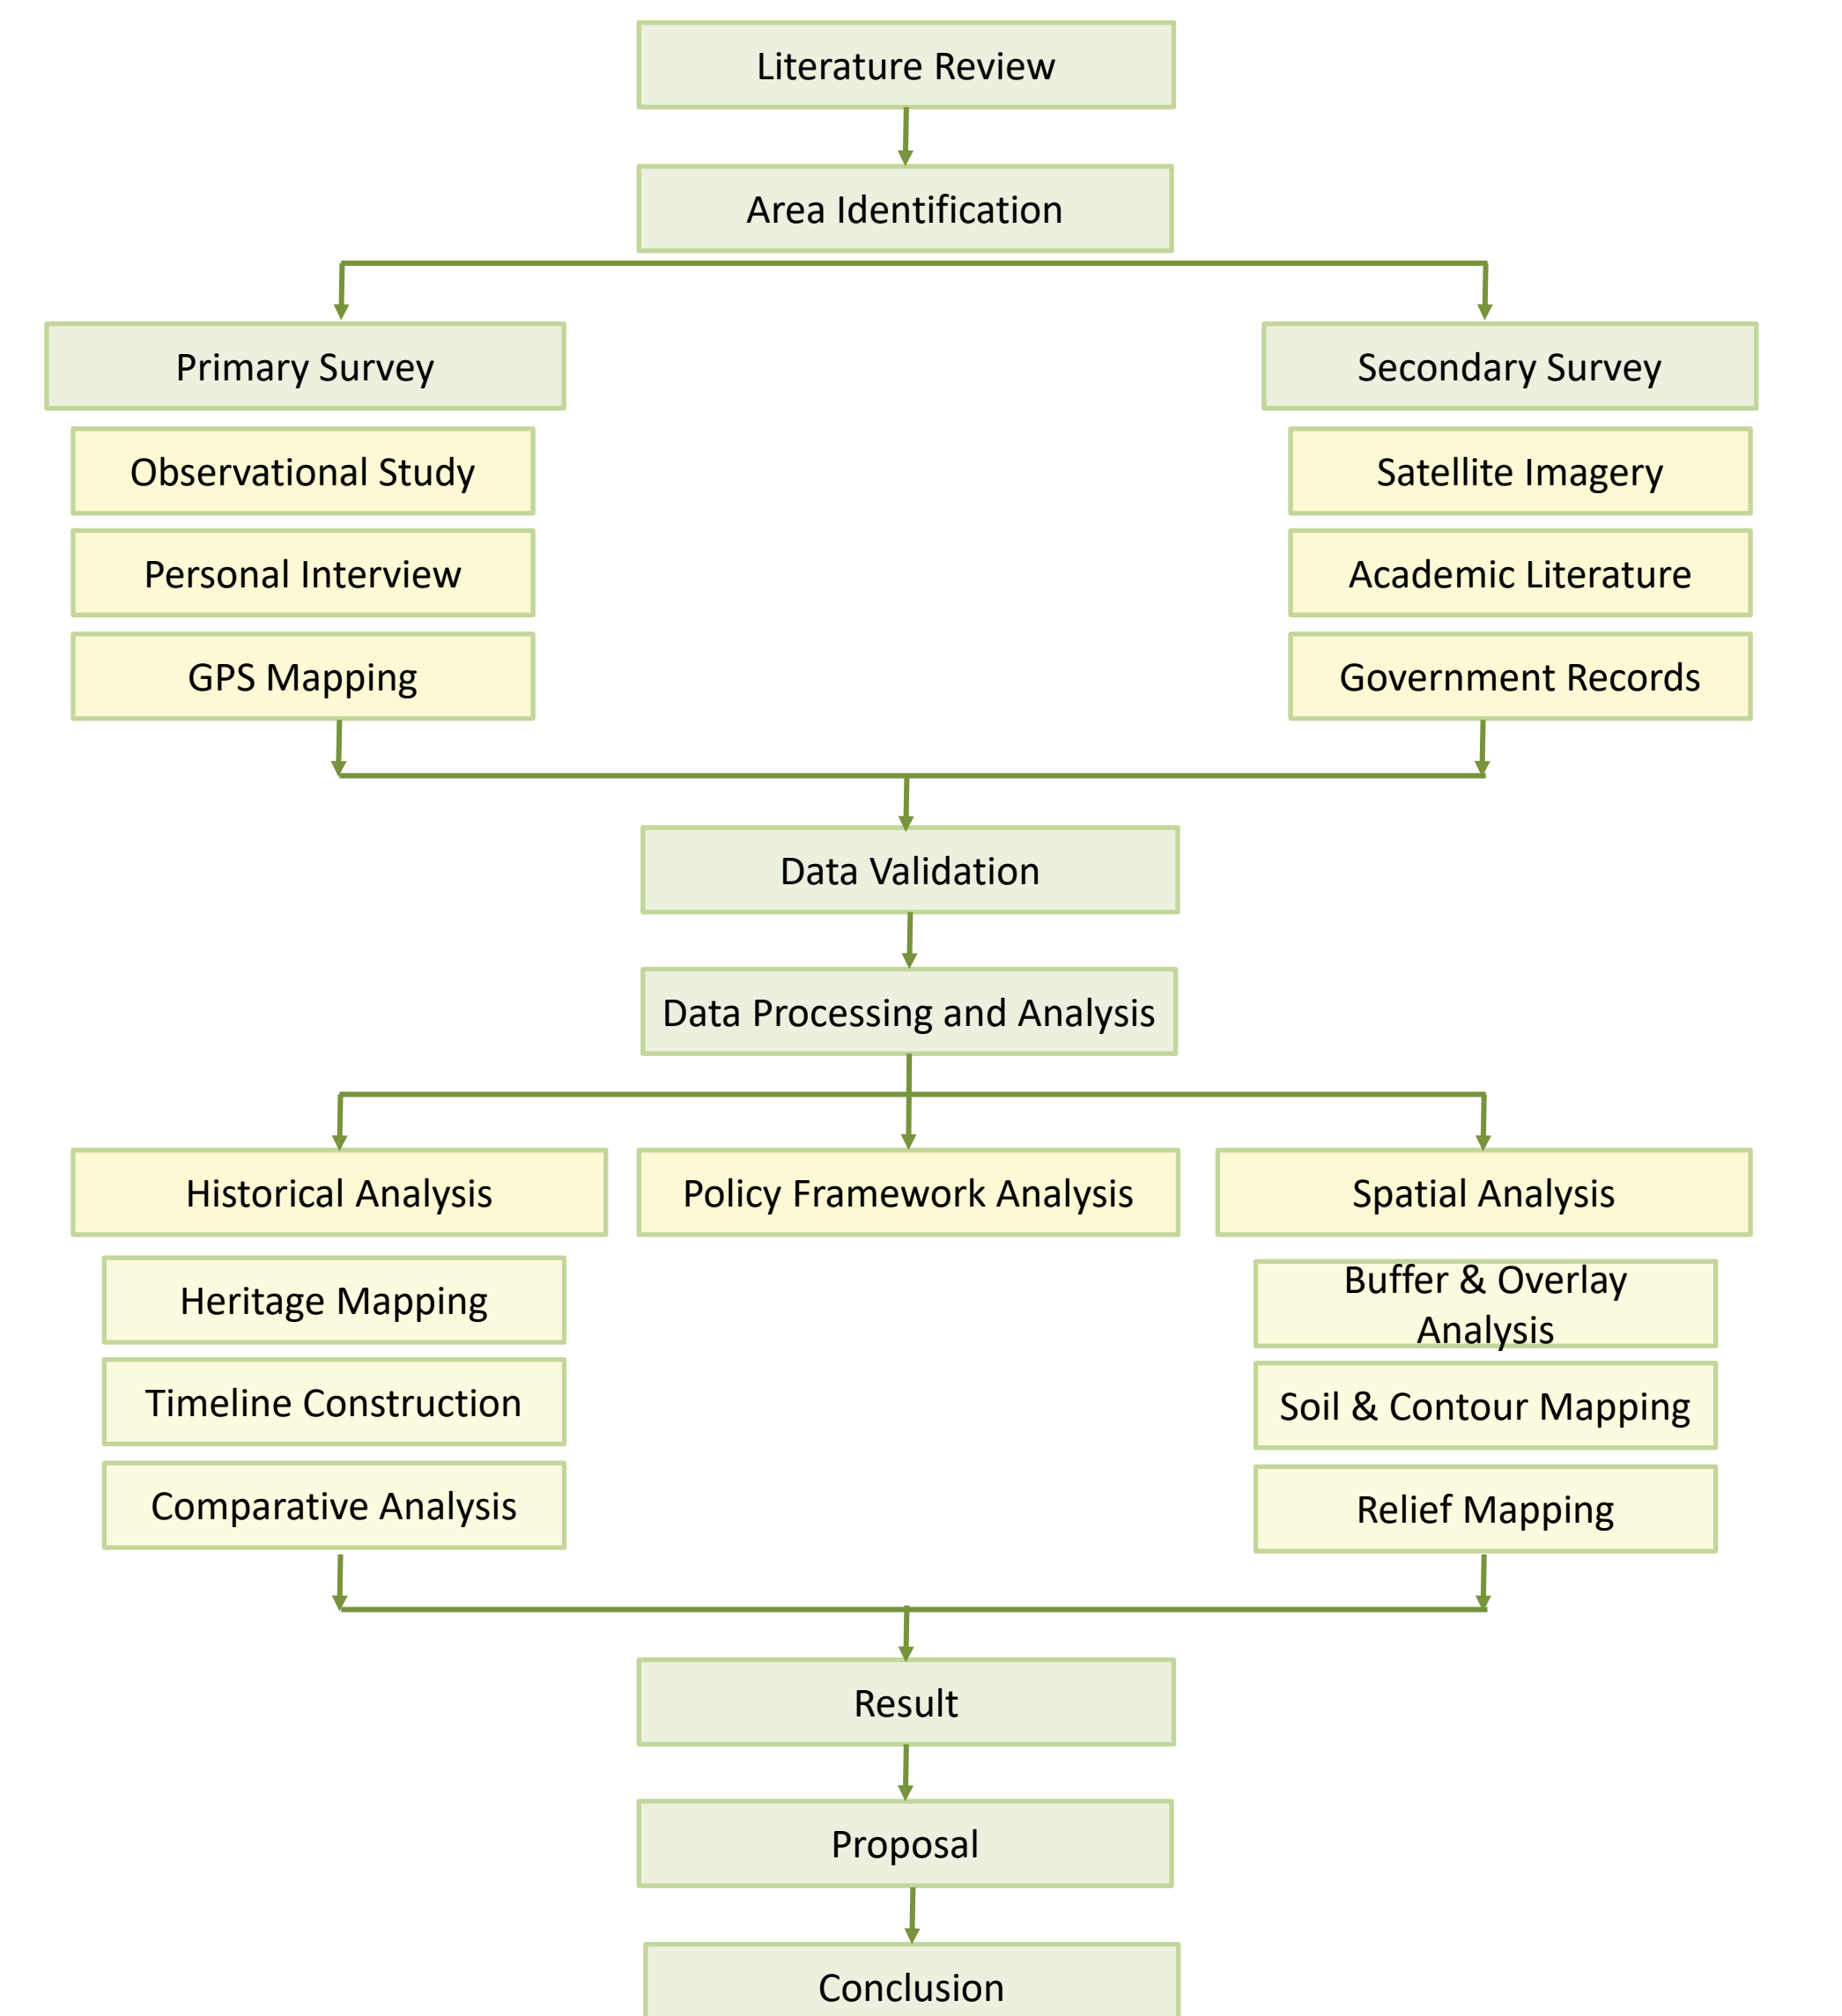 Literature Review
Area Identification
Primary Survey
Secondary Survey
Observational Study
Satellite Imagery
Personal Interview
Academic Literature
GPS Mapping
Government Records
Data Validation
Data Processing and Analysis
Historical Analysis
Policy Framework Analysis
Spatial Analysis
Heritage Mapping
Buffer & Overlay
Analysis
Timeline Construction
Soil & Contour Mapping
Comparative Analysis
Relief Mapping
Result
Proposal
Conclusion